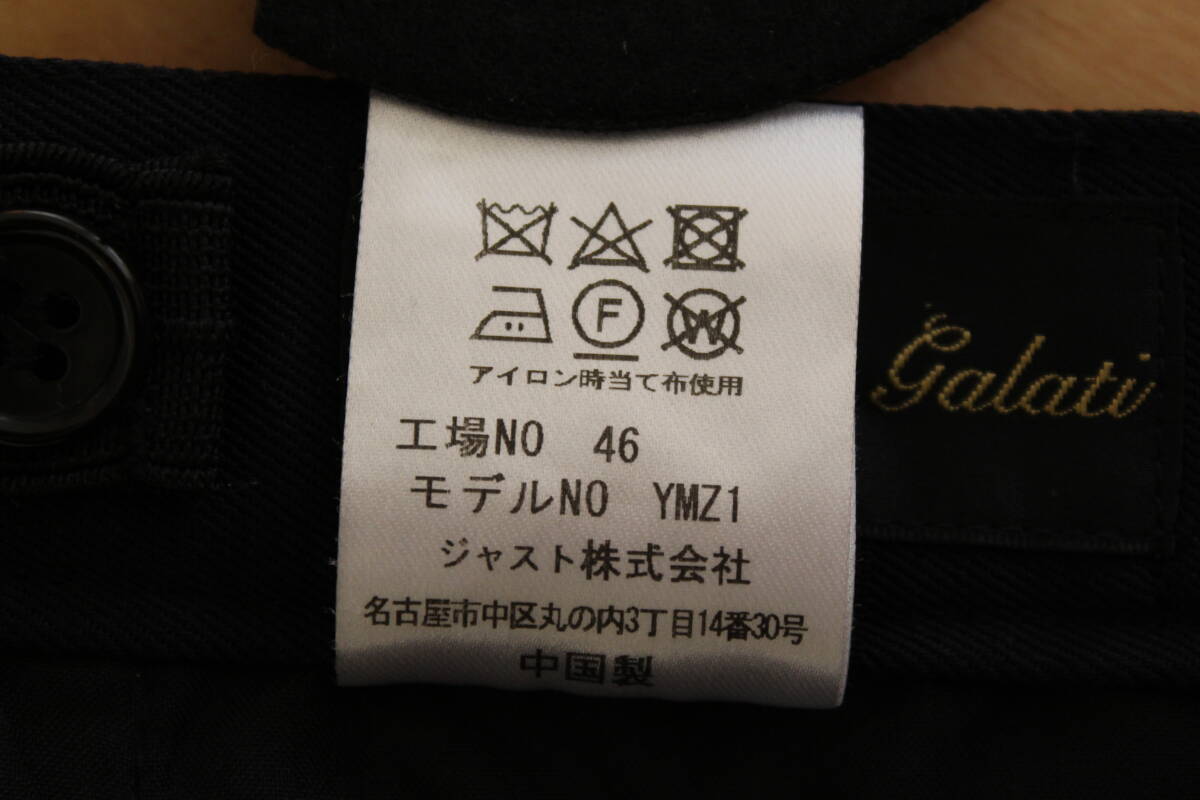 F W
アイロン時当て布使用
工場NO 46
モデルNO YMZ1
ジャスト株式会社
名古屋市中区丸の内3丁目14番30号
中国製
Galati